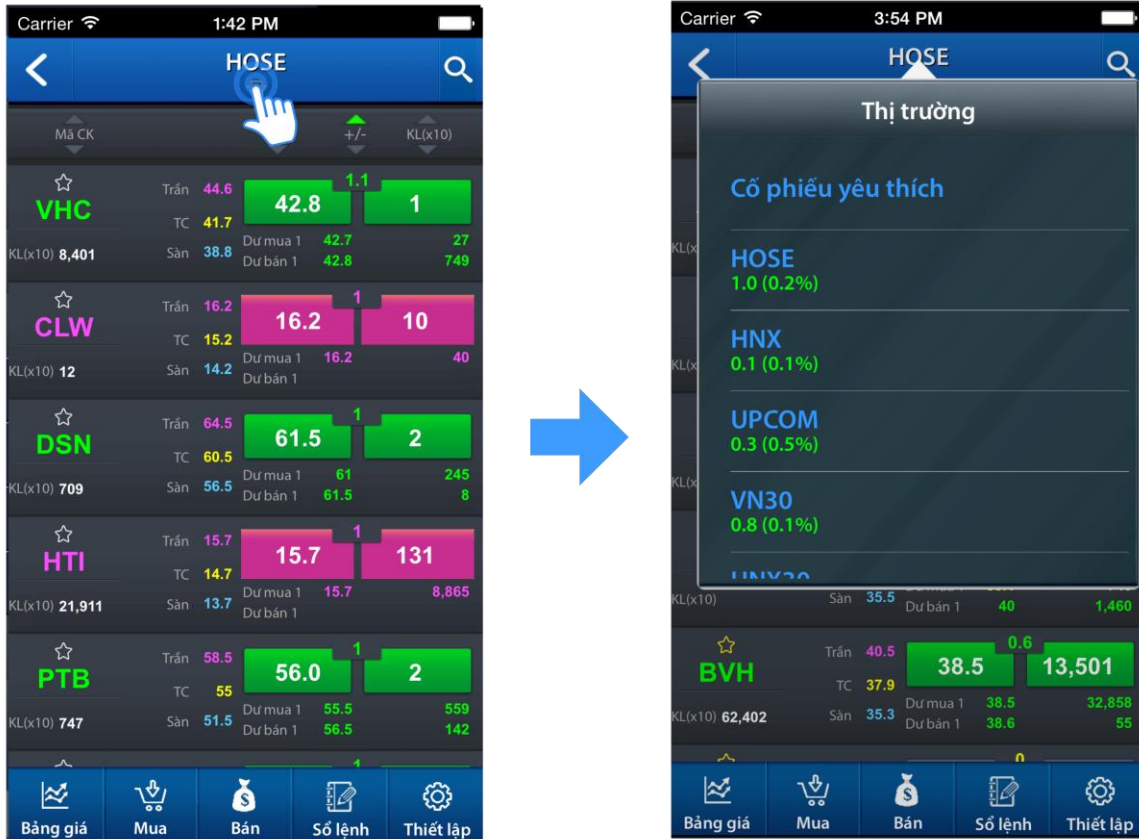 Carrier 1:42 PM
HOSE
Mã CK +/- KL(x10)
1.1
VHC Trần 44.6 42.8 1
TC 41.7
KL(x10) 8,401 Sàn 38.8 Dư mua 1 42.7 27
Dư bán 1 42.8 749
1
CLW Trần 16.2 16.2 10
TC 15.2
KL(x10) 12 Sàn 14.2 Dư mua 1 16.2 40
Dư bán 1
1
DSN Trần 64.5 61.5 2
TC 60.5
KL(x10) 709 Sàn 56.5 Dư mua 1 61 245
Dư bán 1 61.5 8
1
HTI Trần 15.7 15.7 131
TC 14.7
KL(x10) 21,911 Sàn 13.7 Dư mua 1 15.7 8,865
Dư bán 1
1
PTB Trần 58.5 56.0 2
TC 55
KL(x10) 747 Sàn 51.5 Dư mua 1 55.5 559
Dư bán 1 56.5 142
1
Bảng giá Mua Bán Sổ lệnh Thiết lập
Carrier 3:54 PM
HOSE
Thị trường
Cố phiếu yêu thích
HOSE
1.0 (0.2%)
HNX
0.1 (0.1%)
UPCOM
0.3 (0.5%)
VN30
0.8 (0.1%)
HNX30
KL(x10) Sàn 35.5 Dư bán 1 40 1,460
0.6
BVH Trần 40.5 38.5 13,501
TC 37.9
KL(x10) 62,402 Sàn 35.3 Dư mua 1 38.5 32,858
Dư bán 1 38.6 55
0
Bảng giá Mua Bán Sổ lệnh Thiết lập